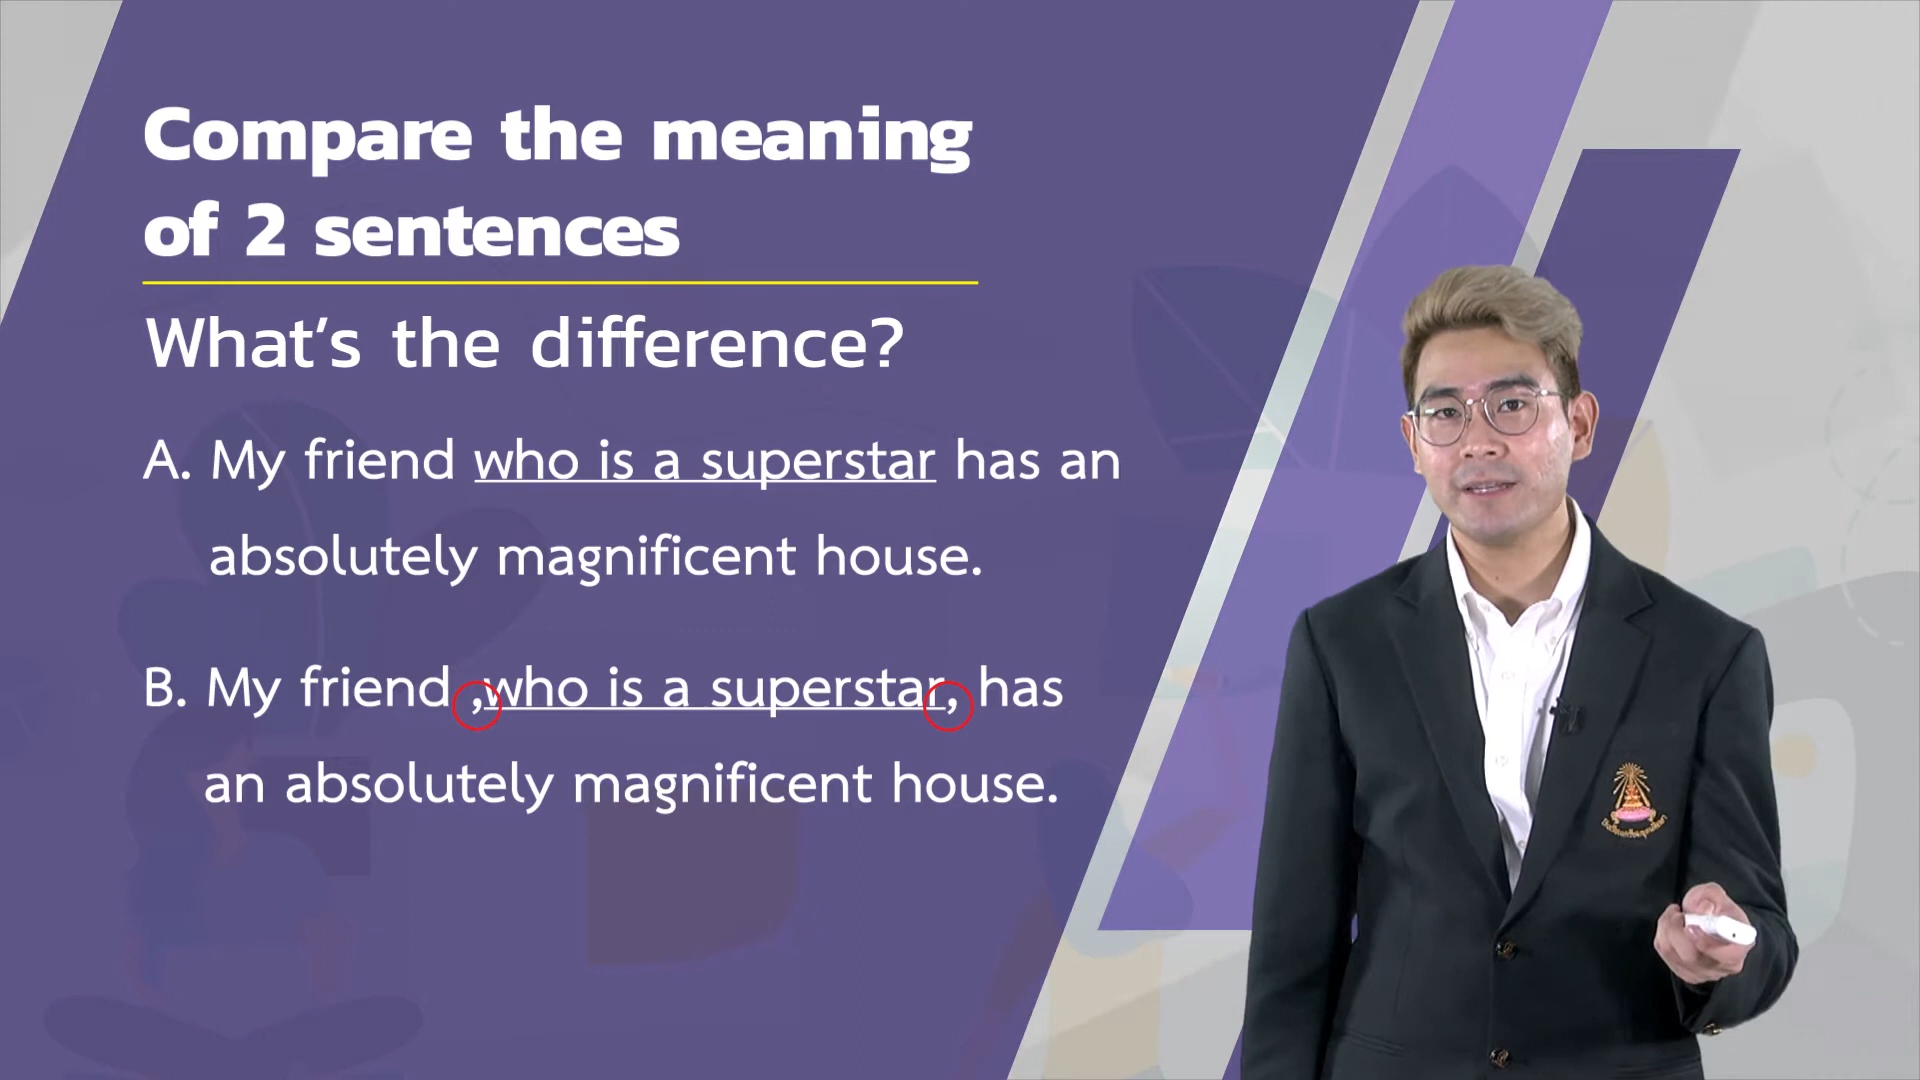 Compare the meaning
of 2 sentences
What's the difference?
A. My friend who is a superstar has an
absolutely magnificent house.
B. My friend ,who is a superstar, has
an absolutely magnificent house.